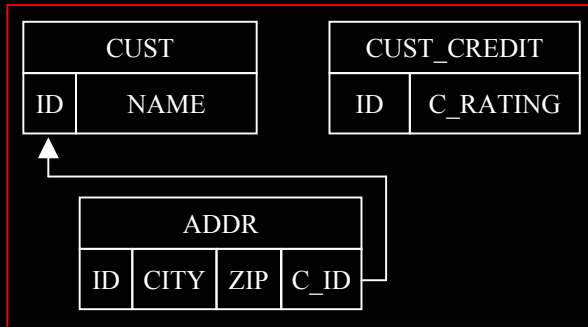 CUST
ID NAME
CUST_CREDIT
ID C_RATING
ADDR
ID CITY ZIP C_ID